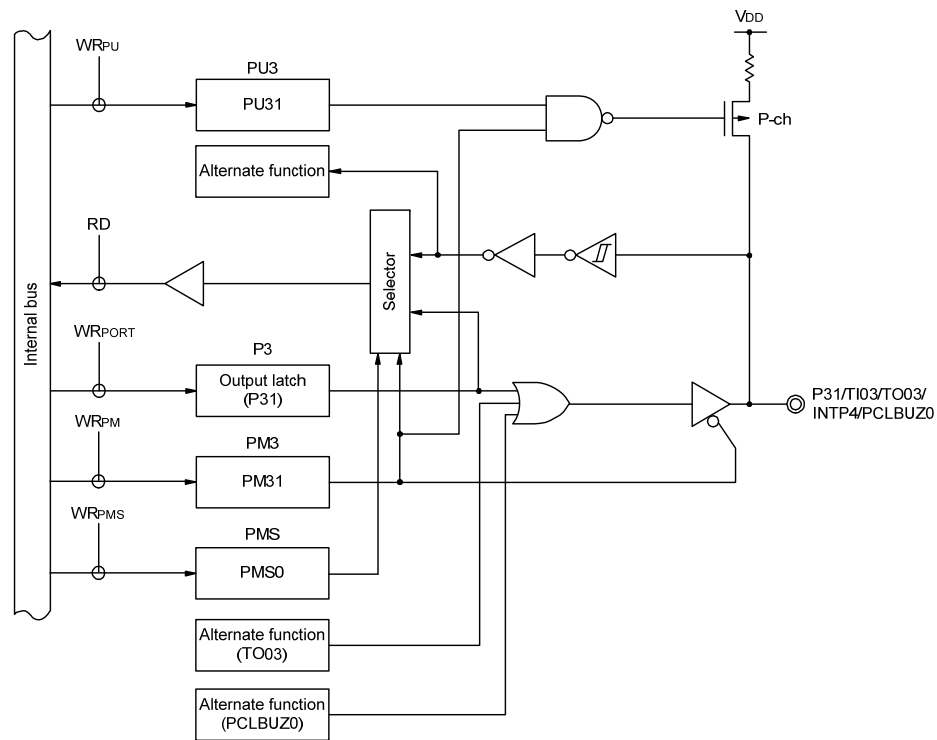 VDD
WRPU
PU3
PU31
P-ch
Alternate function
RD
Selector
Internal bus
WRPORT
P3
Output latch
(P31)
P31/TI03/TO03/
INTP4/PCLBUZ0
WRPM
PM3
PM31
WRPMS
PMS
PMS0
Alternate function
(TO03)
Alternate function
(PCLBUZ0)